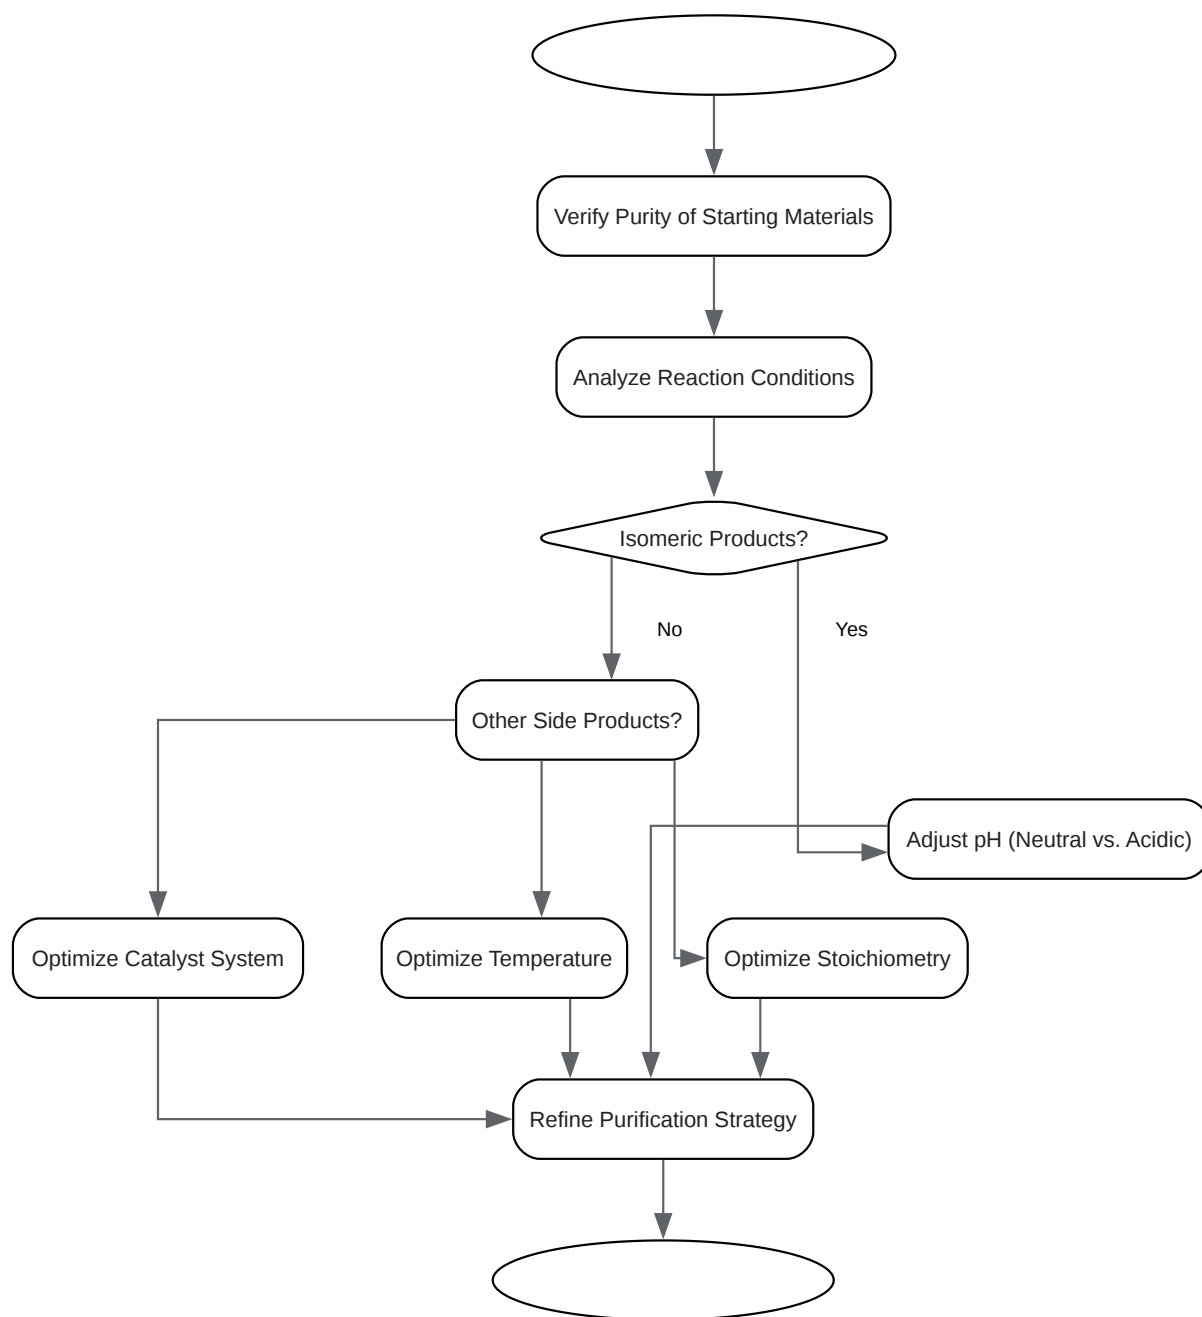 Verify Purity of Starting Materials
Analyze Reaction Conditions
Isomeric Products?
No
Yes
Other Side Products?
Adjust pH (Neutral vs. Acidic)
Optimize Catalyst System
Optimize Temperature
Optimize Stoichiometry
Refine Purification Strategy